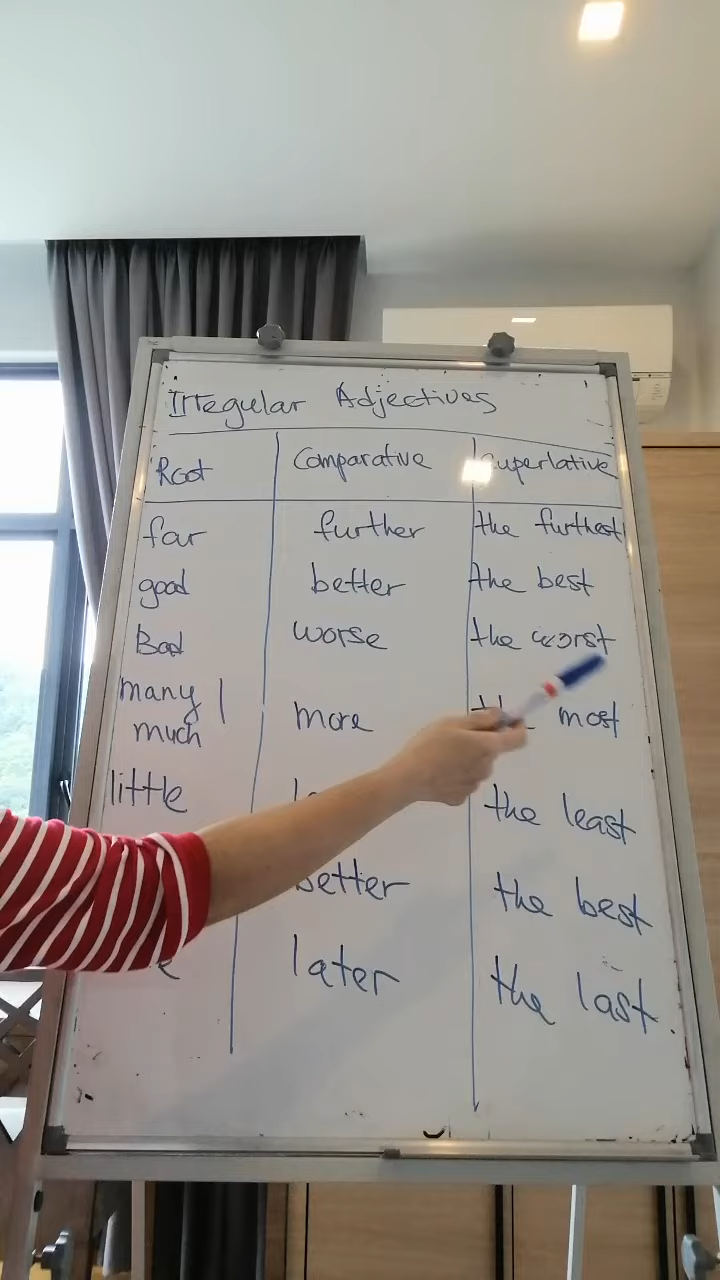 Irregular Adjectives
Root Comparative Superlative
far further the furthest
good better the best
Bad worse the worst
many /
much more most
little the least
better the best
later the last.